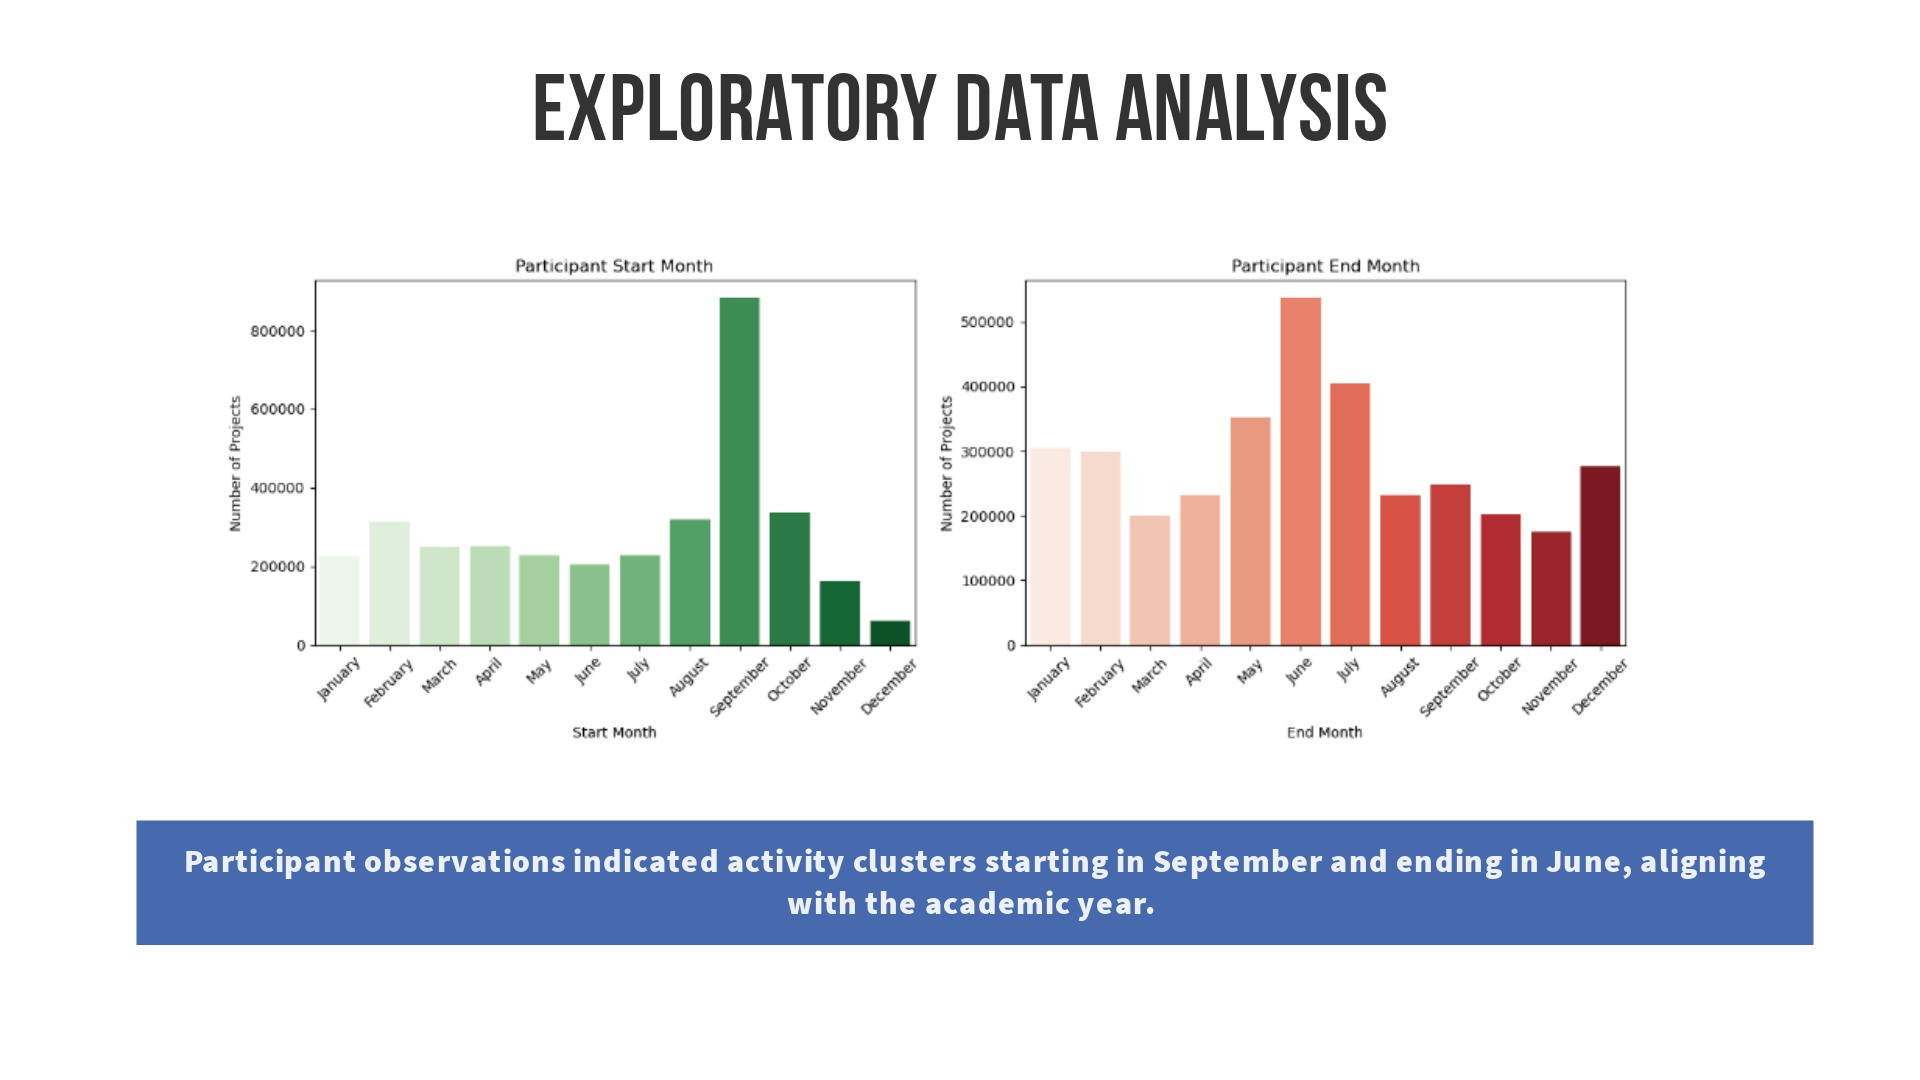 EXPLORATORY DATA ANALYSIS
Participant Start Month
800000
600000
400000
200000
0
Number of Projects
January
February
March
April
May
June
July
August
September
October
November
December
Start Month
Participant End Month
500000
400000
300000
200000
100000
0
Number of Projects
January
February
March
April
May
June
July
August
September
October
November
December
End Month
Participant observations indicated activity clusters starting in September and ending in June, aligning
with the academic year.